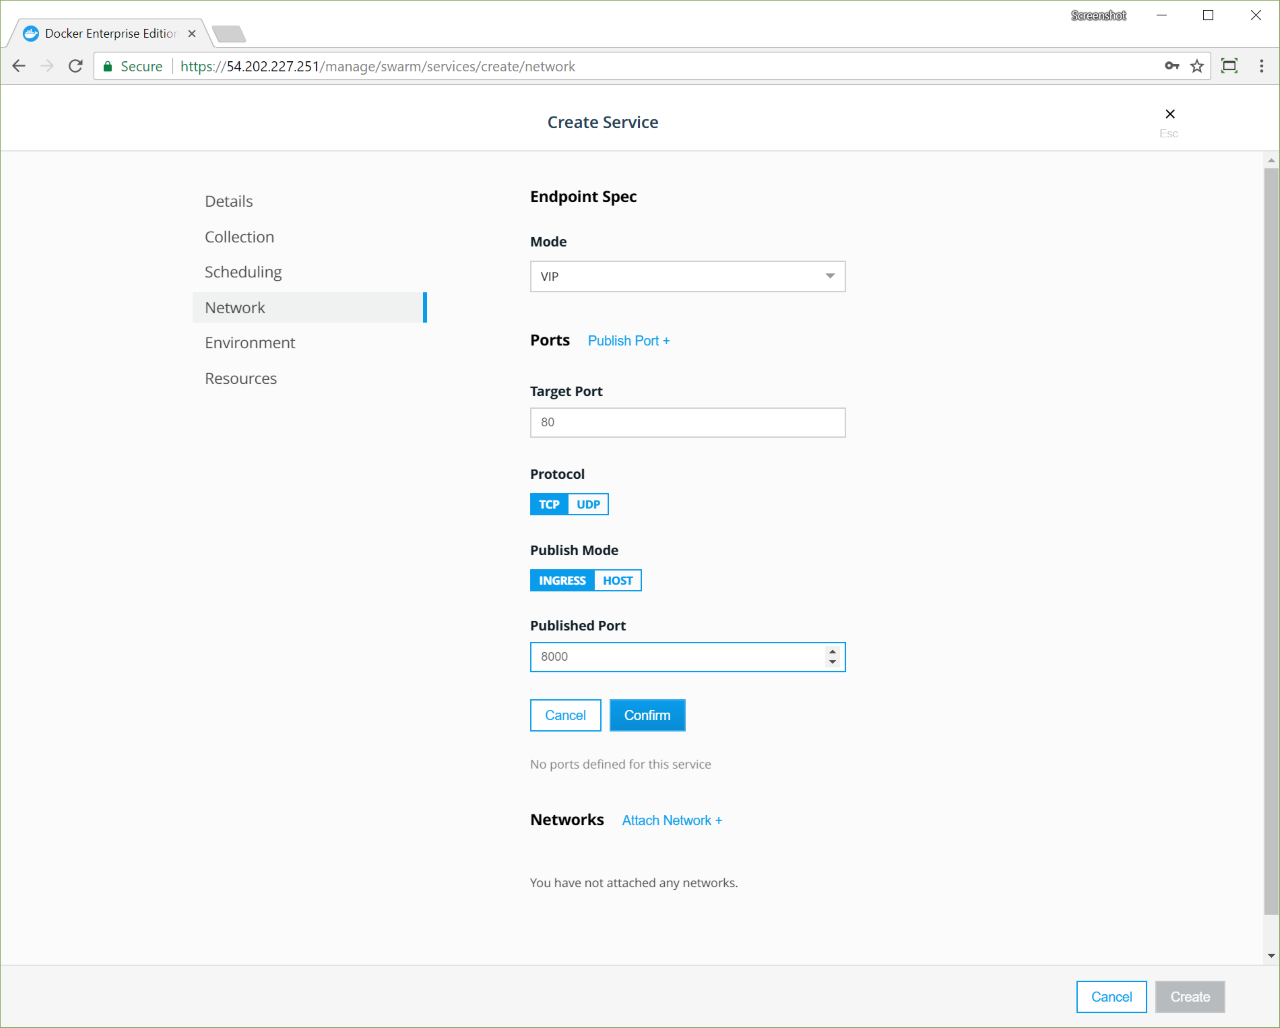 Screenshot
Docker Enterprise Edition
Secure
https://54.202.227.251/manage/swarm/services/create/network
Create Service
Esc
Details
Collection
Scheduling
Network
Environment
Resources
Endpoint Spec
Mode
VIP
Ports Publish Port +
Target Port
80
Protocol
TCP UDP
Publish Mode
INGRESS HOST
Published Port
8000
Cancel Confirm
No ports defined for this service
Networks Attach Network +
You have not attached any networks.
Cancel Create